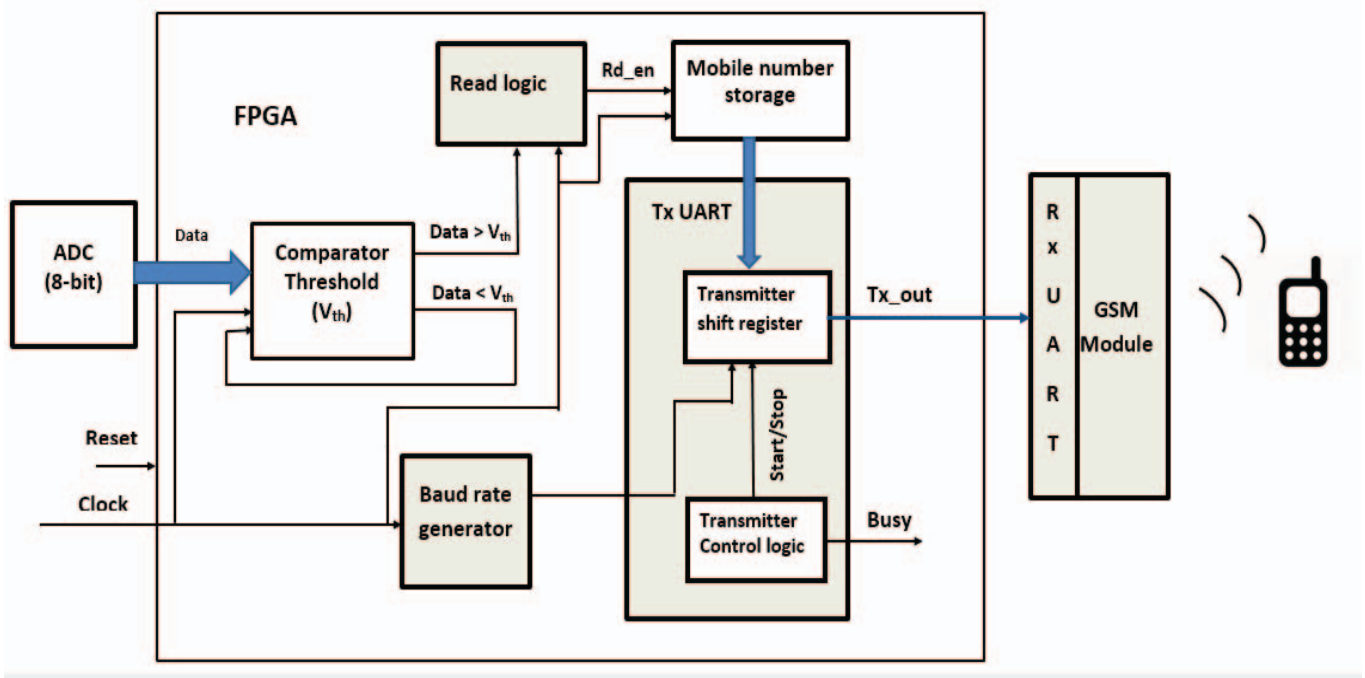 FPGA
Read logic
Rd_en
Mobile number
storage
ADC
(8-bit)
Data
Comparator
Threshold
(Vth)
Data > Vth
Data < Vth
Tx UART
Transmitter
shift register
Tx_out
R
x
U
A
R
T
GSM
Module
Reset
Clock
Baud rate
generator
Start/Stop
Transmitter
Control logic
Busy